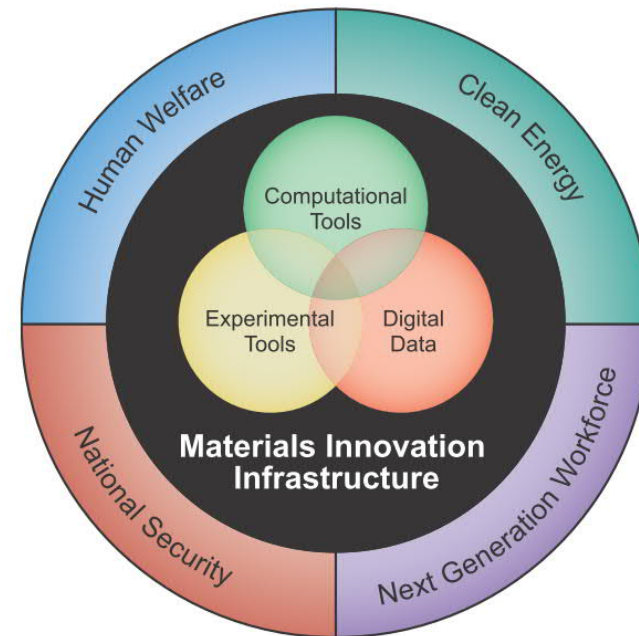 Human Welfare
Clean Energy
Computational
Tools
Experimental
Tools
Digital
Data
Materials Innovation
Infrastructure
National Security
Next Generation Workforce